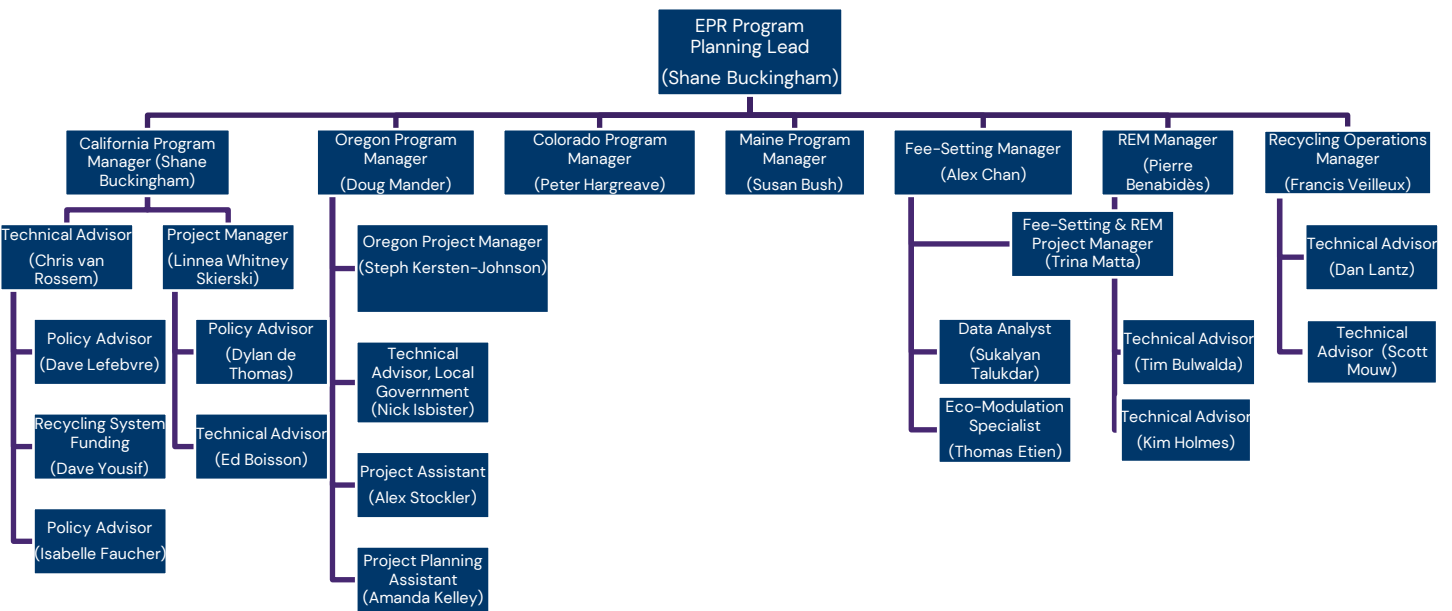 EPR Program
Planning Lead
(Shane Buckingham)
California Program
Manager (Shane
Buckingham)
Oregon Program
Manager
(Doug Mander)
Colorado Program
Manager
(Peter Hargreave)
Maine Program
Manager
(Susan Bush)
Fee-Setting Manager
(Alex Chan)
REM Manager
(Pierre
Benabidès)
Recycling Operations
Manager
(Francis Veilleux)
Technical Advisor
(Chris van
Rossem)
Project Manager
(Linnea Whitney
Skierski)
Oregon Project Manager
(Steph Kersten-Johnson)
Fee-Setting & REM
Project Manager
(Trina Matta)
Technical Advisor
(Dan Lantz)
Policy Advisor
(Dave Lefebvre)
Policy Advisor
(Dylan de
Thomas)
Technical
Advisor, Local
Government
(Nick Isbister)
Data Analyst
(Sukalyan
Talukdar)
Technical Advisor
(Tim Bulwalda)
Technical
Advisor (Scott
Mouw)
Recycling System
Funding
(Dave Yousif)
Technical Advisor
(Ed Boisson)
Project Assistant
(Alex Stockler)
Eco-Modulation
Specialist
(Thomas Etien)
Technical Advisor
(Kim Holmes)
Policy Advisor
(Isabelle Faucher)
Project Planning
Assistant
(Amanda Kelley)